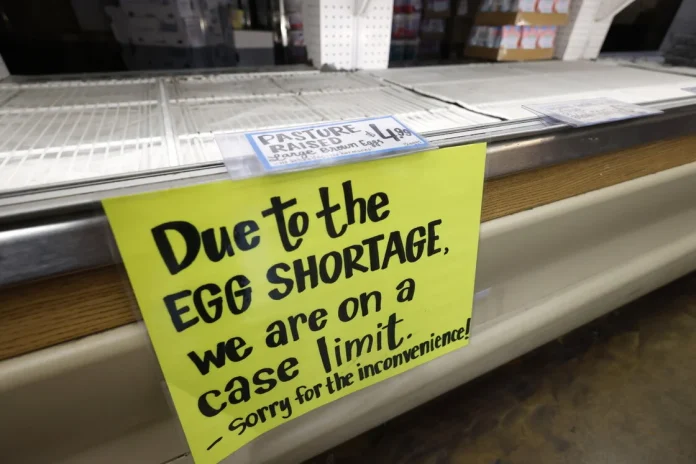 PASTURE $4.99
RAISED
Large Brown Eggs
Due to the
EGG SHORTAGE,
we are on a
case limit.
- Sorry for the inconvenience!